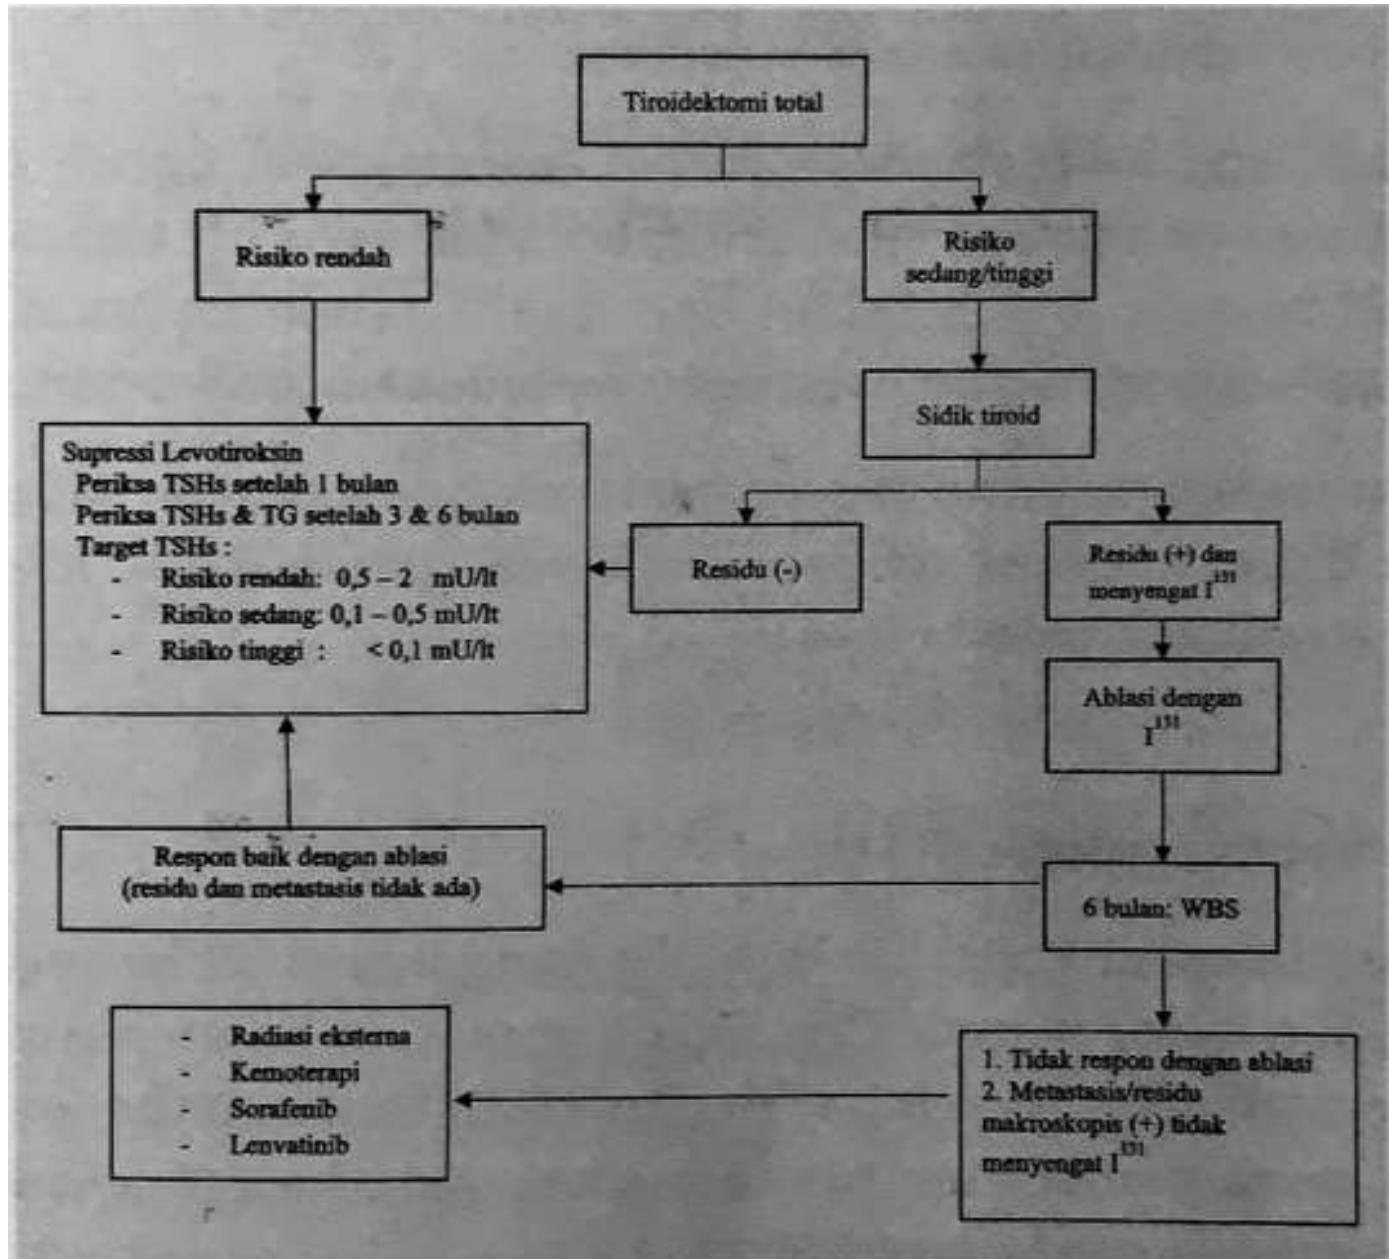 Tiroidektomi total
Risiko rendah
Risiko
sedang/tinggi
Sidik tiroid
Supressi Levotiroksin
Periksa TSHs setelah 1 bulan
Periksa TSHs & TG setelah 3 & 6 bulan
Target TSHs :
- Risiko rendah: 0,5 – 2 mU/lt
- Risiko sedang: 0,1 – 0,5 mU/lt
- Risiko tinggi : < 0,1 mU/lt
Residu (-)
Residu (+) dan
menyengat I¹³¹
Ablasi dengan
I¹³¹
Respon baik dengan ablasi
(residu dan metastasis tidak ada)
6 bulan: WBS
- Radiasi eksterna
- Kemoterapi
- Sorafenib
- Lenvatinib
1. Tidak respon dengan ablasi
2. Metastasis/residu
makroskopis (+) tidak
menyengat I¹³¹